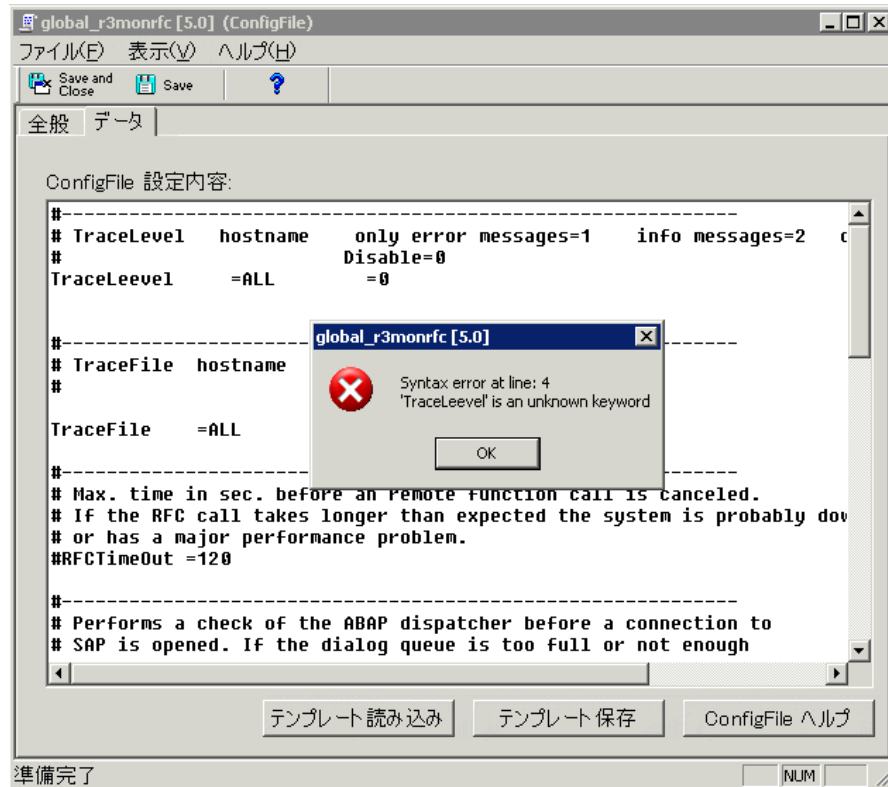 global_r3monrfc [5.0] (ConfigFile)
ファイル(F) 表示(V) ヘルプ(H)
Save and Close Save
全般 データ
ConfigFile 設定内容:
#------------------------------------------------------------
# TraceLevel hostname only error messages=1 info messages=2
# Disable=0
TraceLeevel =ALL =0
#------------------------------------------------------------
# TraceFile hostname
#
TraceFile =ALL
global_r3monrfc [5.0]
Syntax error at line: 4
'TraceLeevel' is an unknown keyword
OK
#------------------------------------------------------------
# Max. time in sec. before an remote function call is canceled.
# If the RFC call takes longer than expected the system is probably dow
# or has a major performance problem.
#RFCTimeOut =120
#------------------------------------------------------------
# Performs a check of the ABAP dispatcher before a connection to
# SAP is opened. If the dialog queue is too full or not enough
テンプレート読み込み テンプレート保存 ConfigFile ヘルプ
準備完了 NUM